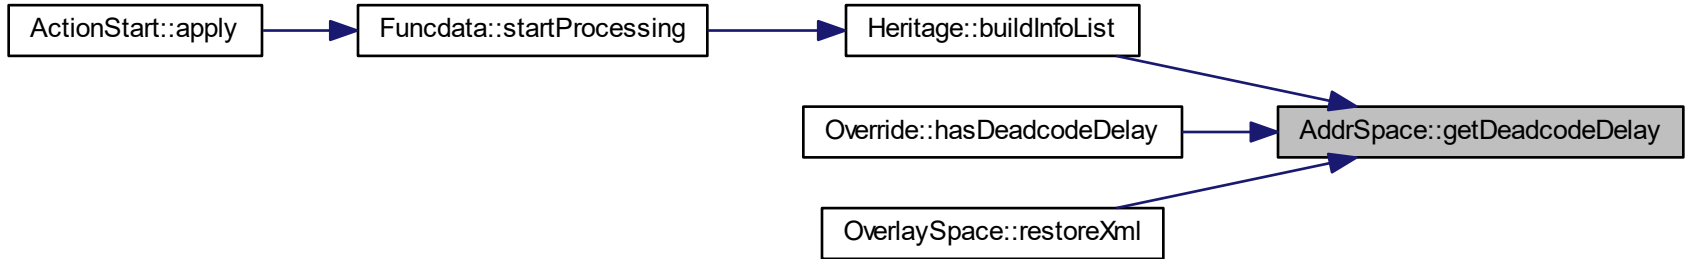 ActionStart::apply
Funcdata::startProcessing
Heritage::buildInfoList
Override::hasDeadcodeDelay
AddrSpace::getDeadcodeDelay
OverlaySpace::restoreXml